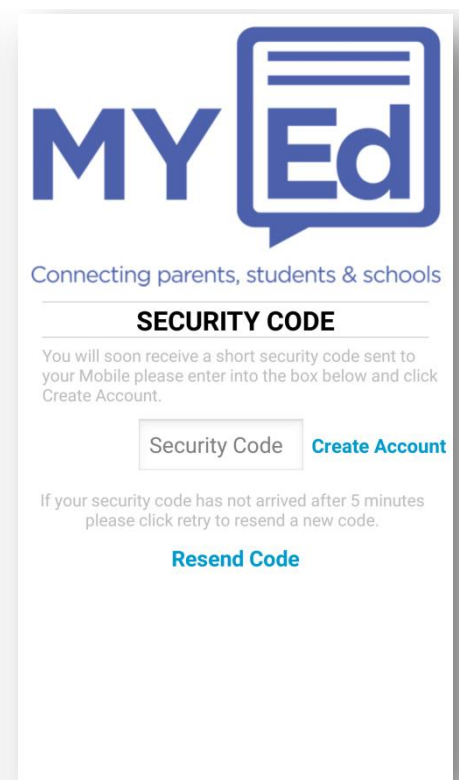 MY Ed
Connecting parents, students & schools
SECURITY CODE
You will soon receive a short security code sent to
your Mobile please enter into the box below and click
Create Account.
Security Code Create Account
If your security code has not arrived after 5 minutes
please click retry to resend a new code.
Resend Code